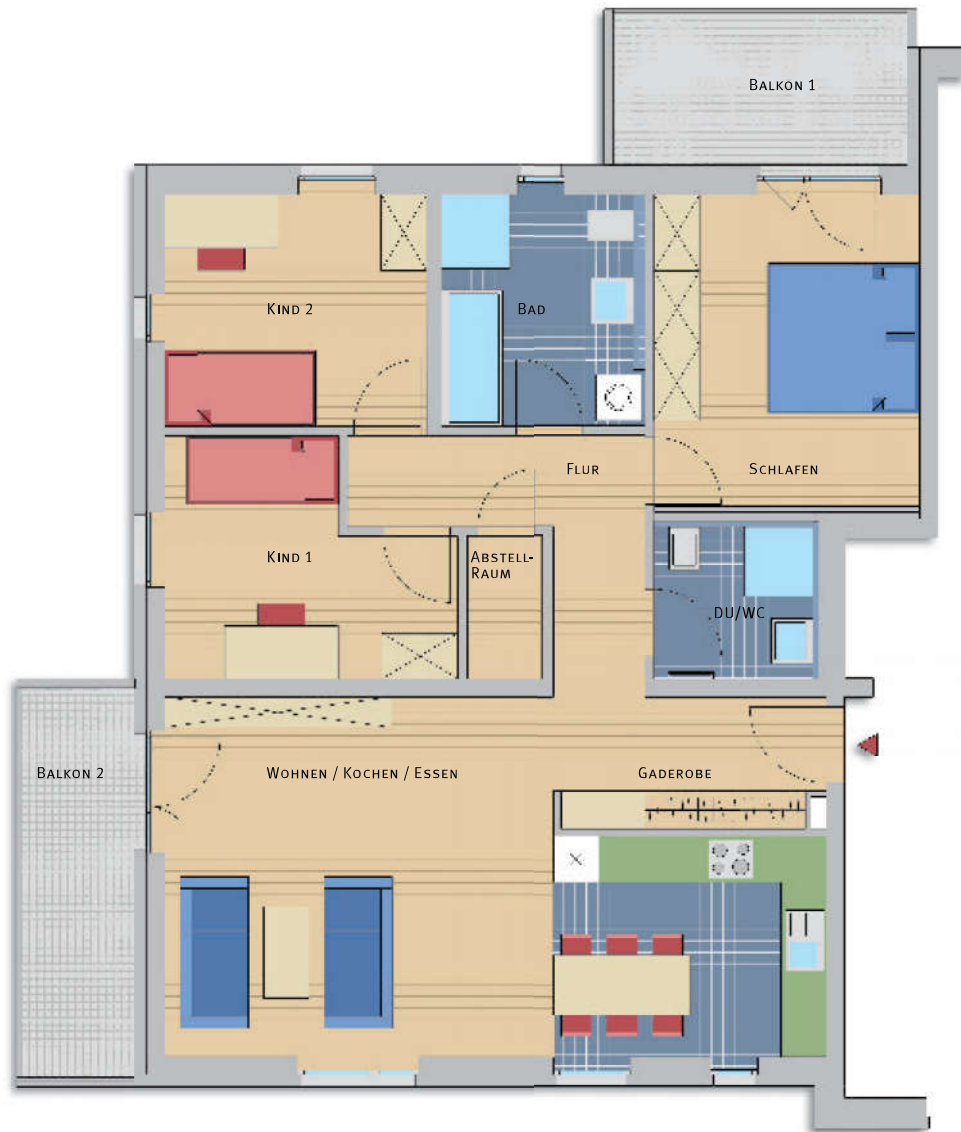 BALKON 1
KIND 2
BAD
FLUR
SCHLAFEN
KIND 1
ABSTELL-
RAUM
DU/WC
BALKON 2
WOHNEN / KOCHEN / ESSEN
GADEROBE